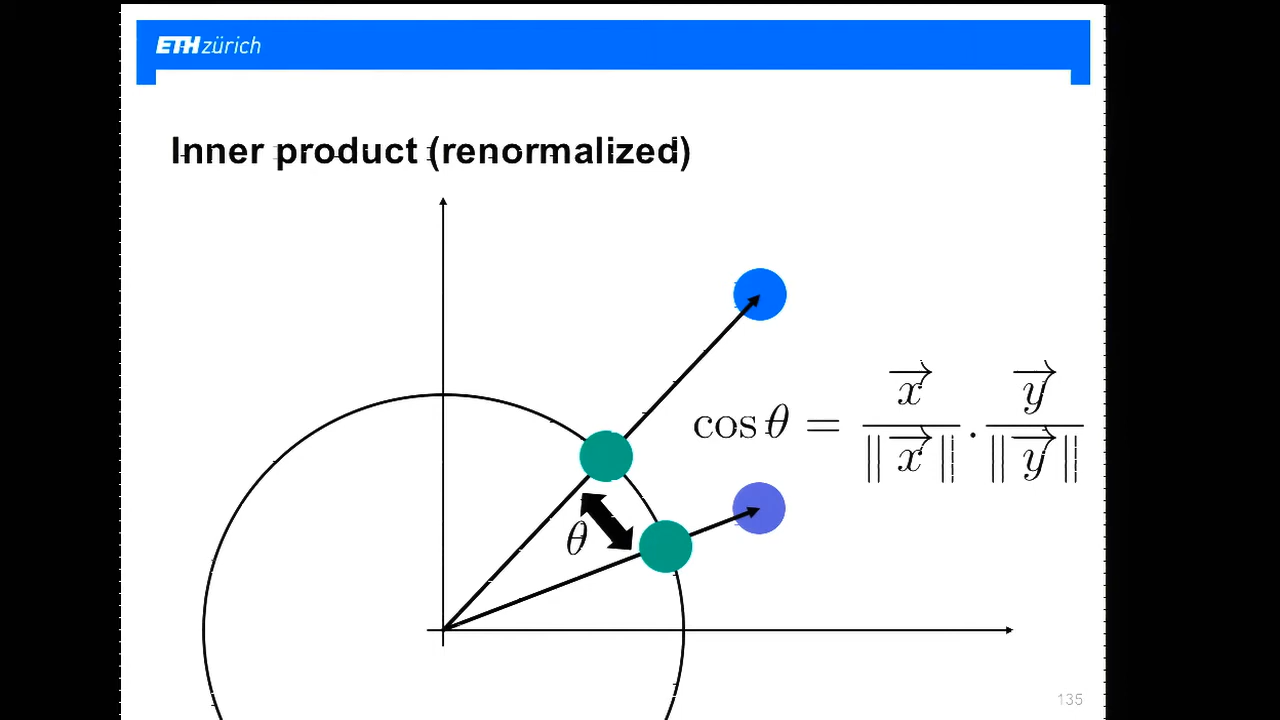 ETH zürich
Inner product (renormalized)
cos θ = x⃗ / ‖x⃗‖ · y⃗ / ‖y⃗‖
θ
135